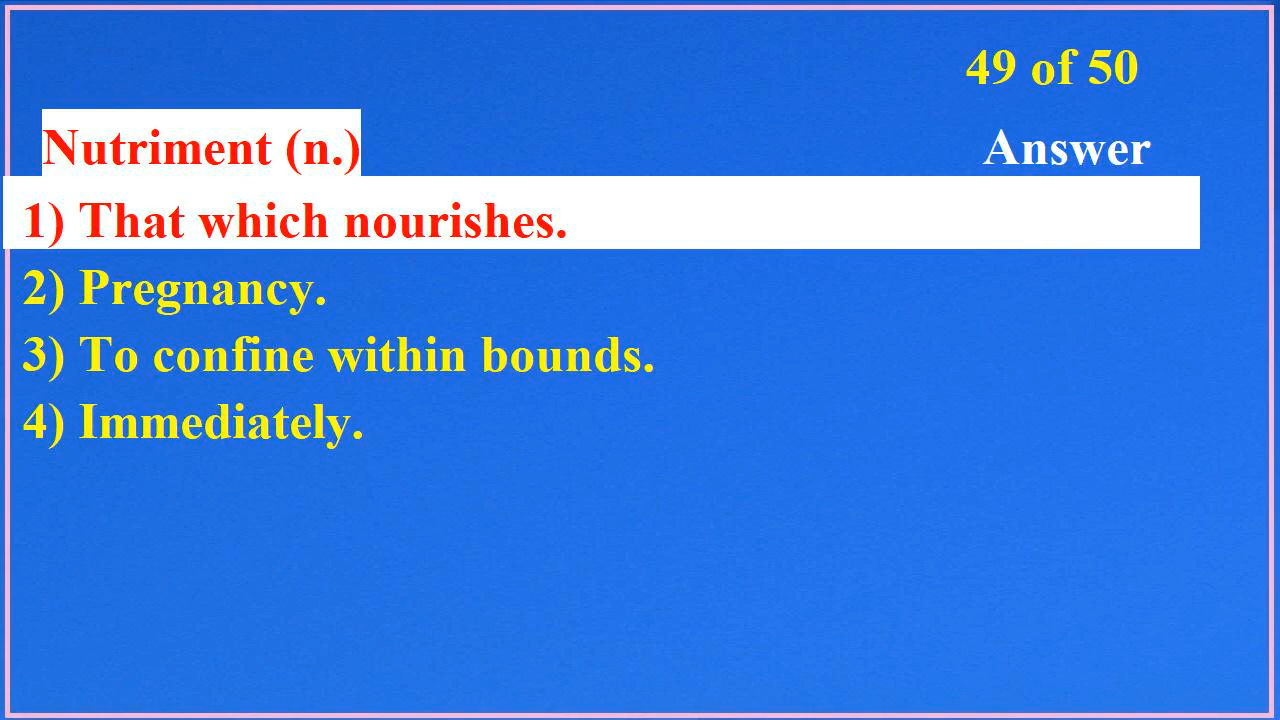 49 of 50
Nutriment (n.) Answer
1) That which nourishes.
2) Pregnancy.
3) To confine within bounds.
4) Immediately.